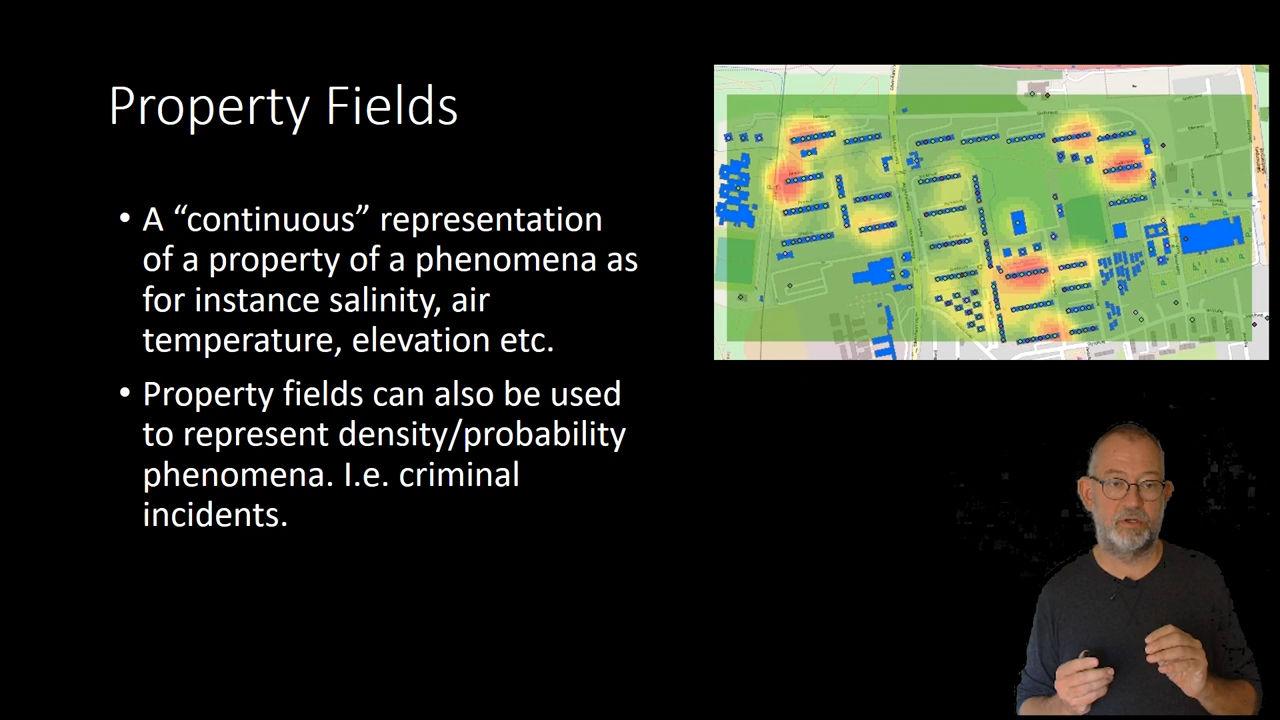 Property Fields
• A “continuous” representation
of a property of a phenomena as
for instance salinity, air
temperature, elevation etc.
• Property fields can also be used
to represent density/probability
phenomena. I.e. criminal
incidents.